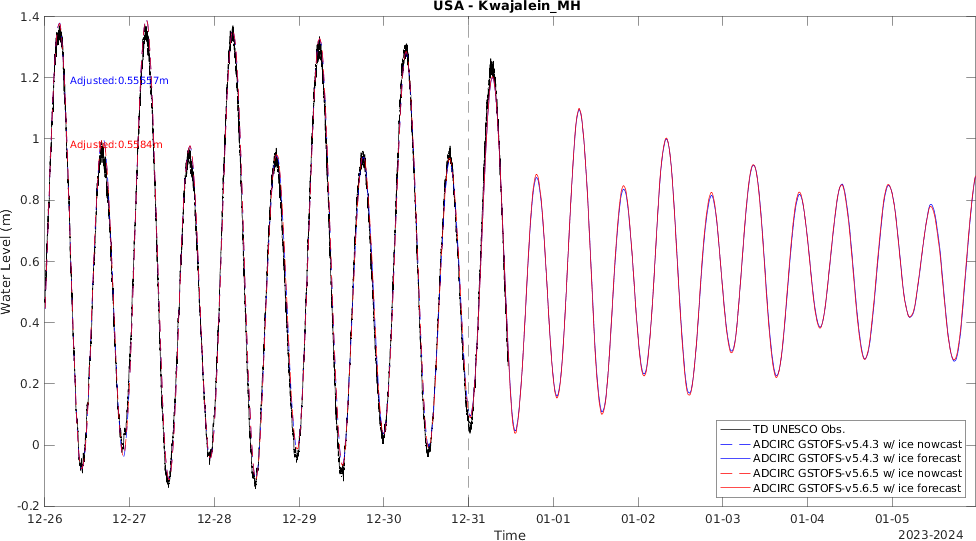 USA - Kwajalein_MH
1.4
1.2
1
0.8
0.6
0.4
0.2
0
-0.2
Water Level (m)
Adjusted:0.55557m
Adjusted:0.5584m
TD UNESCO Obs.
ADCIRC GSTOFS-v5.4.3 w/ ice nowcast
ADCIRC GSTOFS-v5.4.3 w/ ice forecast
ADCIRC GSTOFS-v5.6.5 w/ ice nowcast
ADCIRC GSTOFS-v5.6.5 w/ ice forecast
12-26 12-27 12-28 12-29 12-30 12-31 01-01 01-02 01-03 01-04 01-05
Time
2023-2024